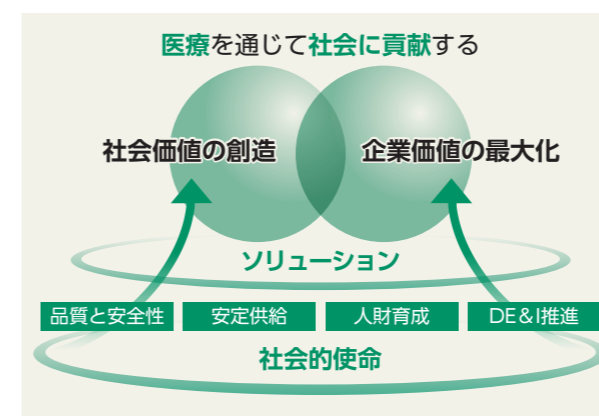 医療を通じて社会に貢献する
社会価値の創造 企業価値の最大化
ソリューション
品質と安全性 安定供給 人財育成 DE&I推進
社会的使命